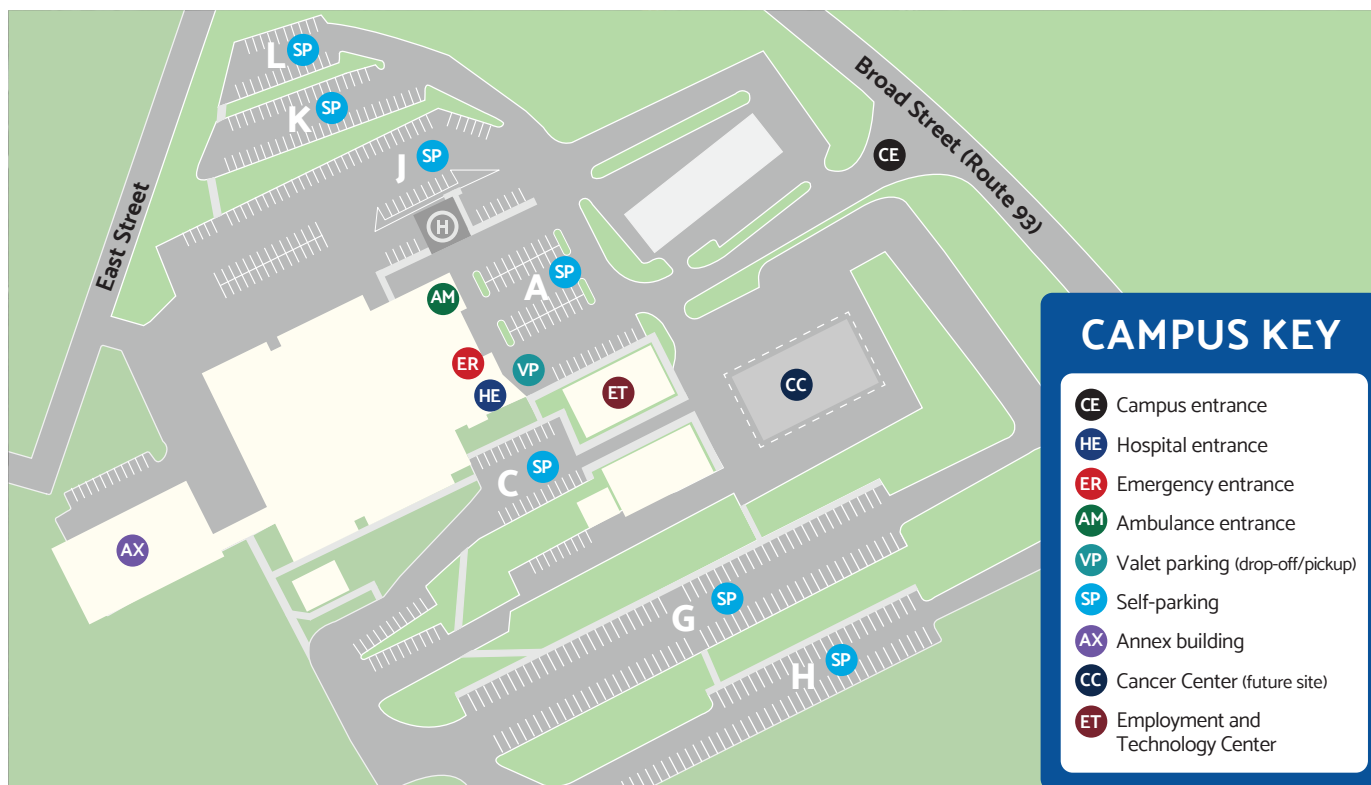 L
SP
K
SP
J
SP
H
A
SP
East Street
Broad Street (Route 93)
CE
AM
ER
HE
VP
ET
CC
C
SP
AX
G
SP
H
SP
CAMPUS KEY
CE Campus entrance
HE Hospital entrance
ER Emergency entrance
AM Ambulance entrance
VP Valet parking (drop-off/pickup)
SP Self-parking
AX Annex building
CC Cancer Center (future site)
ET Employment and
Technology Center